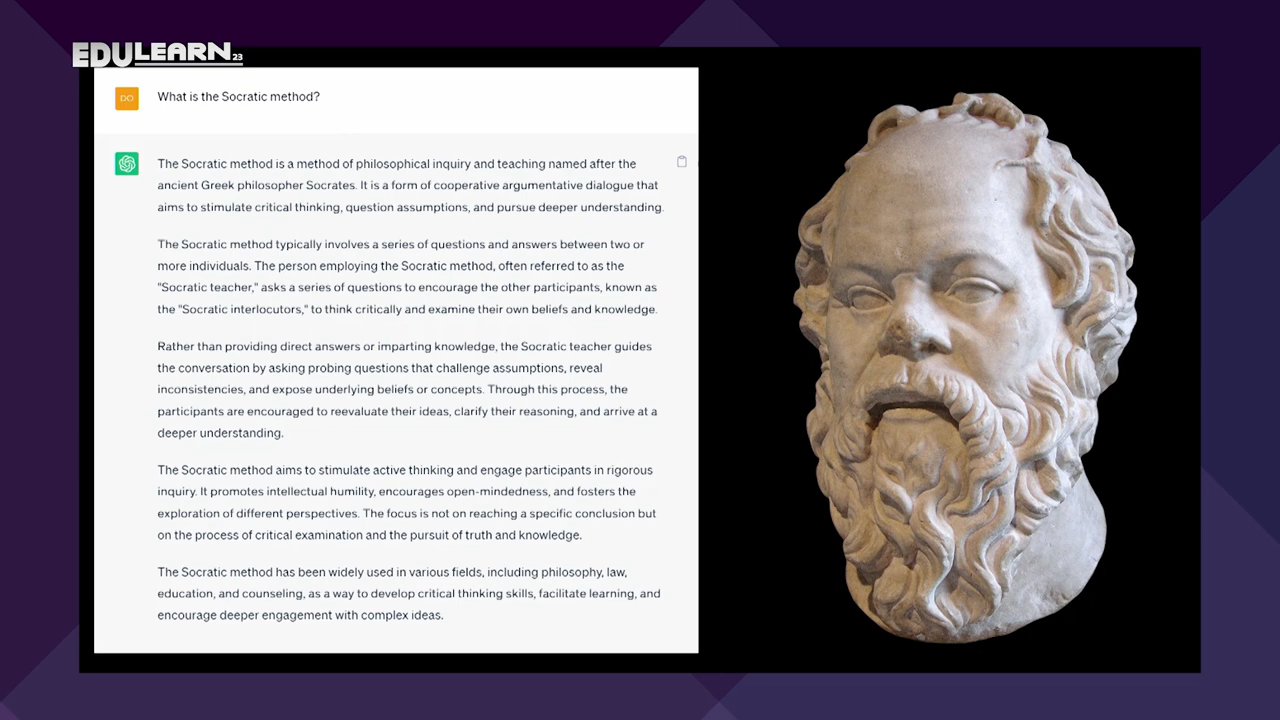 EDULEARN23
DO
What is the Socratic method?
The Socratic method is a method of philosophical inquiry and teaching named after the
ancient Greek philosopher Socrates. It is a form of cooperative argumentative dialogue that
aims to stimulate critical thinking, question assumptions, and pursue deeper understanding.
The Socratic method typically involves a series of questions and answers between two or
more individuals. The person employing the Socratic method, often referred to as the
"Socratic teacher," asks a series of questions to encourage the other participants, known as
the "Socratic interlocutors," to think critically and examine their own beliefs and knowledge.
Rather than providing direct answers or imparting knowledge, the Socratic teacher guides
the conversation by asking probing questions that challenge assumptions, reveal
inconsistencies, and expose underlying beliefs or concepts. Through this process, the
participants are encouraged to reevaluate their ideas, clarify their reasoning, and arrive at a
deeper understanding.
The Socratic method aims to stimulate active thinking and engage participants in rigorous
inquiry. It promotes intellectual humility, encourages open-mindedness, and fosters the
exploration of different perspectives. The focus is not on reaching a specific conclusion but
on the process of critical examination and the pursuit of truth and knowledge.
The Socratic method has been widely used in various fields, including philosophy, law,
education, and counseling, as a way to develop critical thinking skills, facilitate learning, and
encourage deeper engagement with complex ideas.